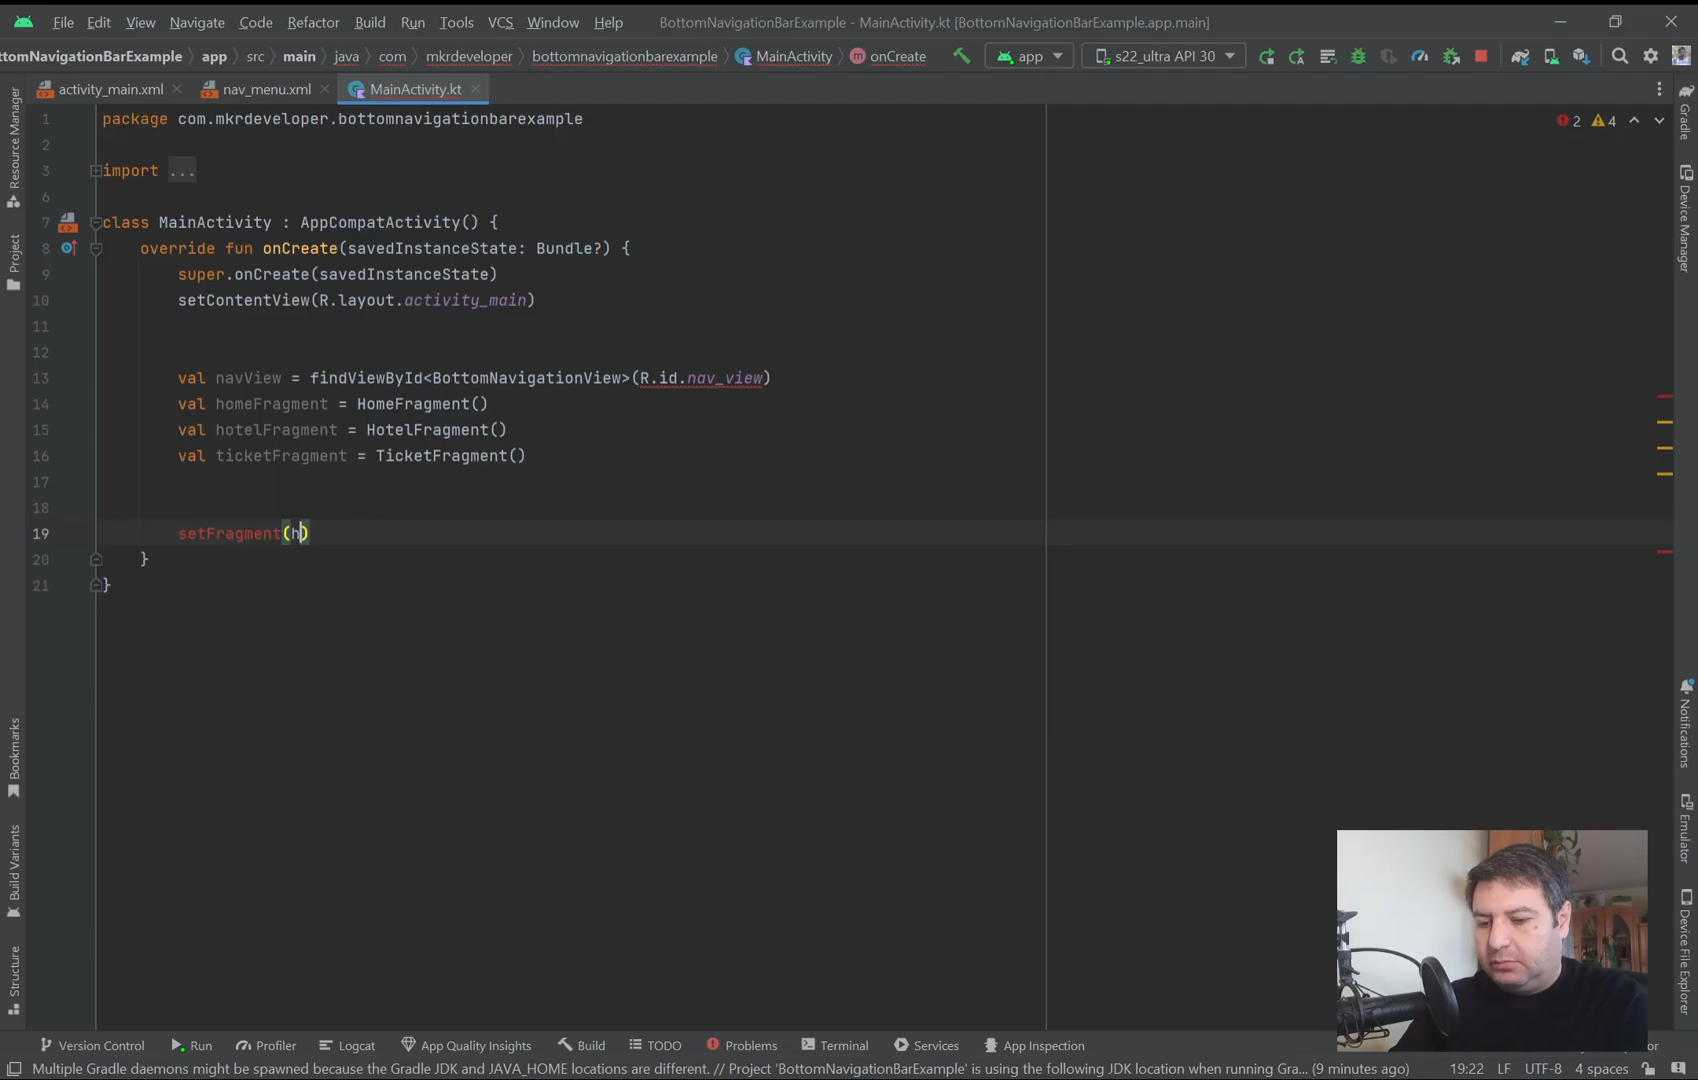 File Edit View Navigate Code Refactor Build Run Tools VCS Window Help BottomNavigationBarExample - MainActivity.kt [BottomNavigationBarExample.app.main]
ttomNavigationBarExample app src main java com mkrdeveloper bottomnavigationbarexample MainActivity onCreate app s22_ultra API 30
activity_main.xml nav_menu.xml MainActivity.kt
1 package com.mkrdeveloper.bottomnavigationbarexample
2 4
2
3 import ...
6
7 class MainActivity : AppCompatActivity() {
8 override fun onCreate(savedInstanceState: Bundle?) {
9 super.onCreate(savedInstanceState)
10 setContentView(R.layout.activity_main)
11
12
13 val navView = findViewById<BottomNavigationView>(R.id.nav_view)
14 val homeFragment = HomeFragment()
15 val hotelFragment = HotelFragment()
16 val ticketFragment = TicketFragment()
17
18
19 setFragment(h)
20 }
21 }
Resource Manager
Project
Bookmarks
Build Variants
Structure
Gradle
Device Manager
Notifications
Emulator
Device File Explorer
Version Control Run Profiler Logcat App Quality Insights Build TODO Problems Terminal Services App Inspection
Multiple Gradle daemons might be spawned because the Gradle JDK and JAVA_HOME locations are different. // Project 'BottomNavigationBarExample' is using the following JDK location when running Gra... (9 minutes ago) 19:22 LF UTF-8 4 spaces